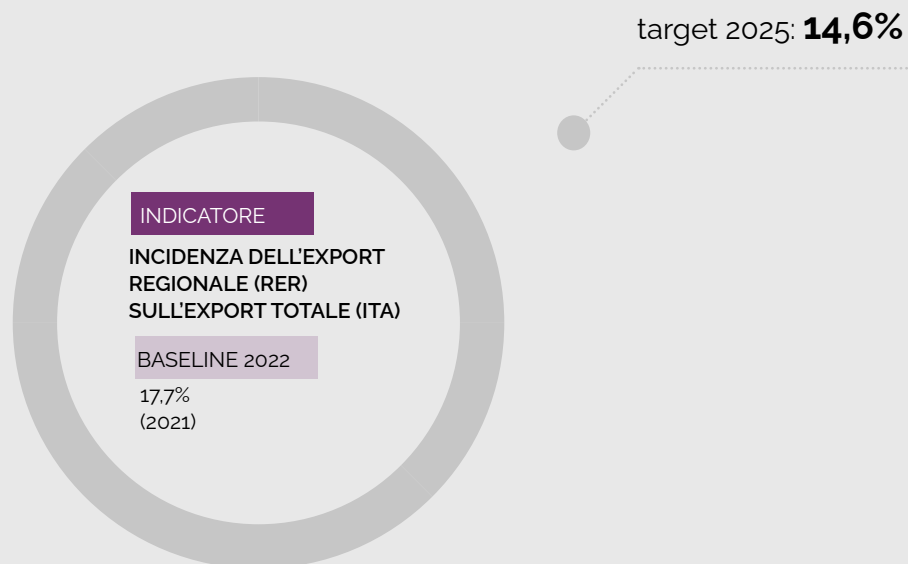 target 2025: 14,6%
INDICATORE
INCIDENZA DELL'EXPORT
REGIONALE (RER)
SULL'EXPORT TOTALE (ITA)
BASELINE 2022
17,7%
(2021)